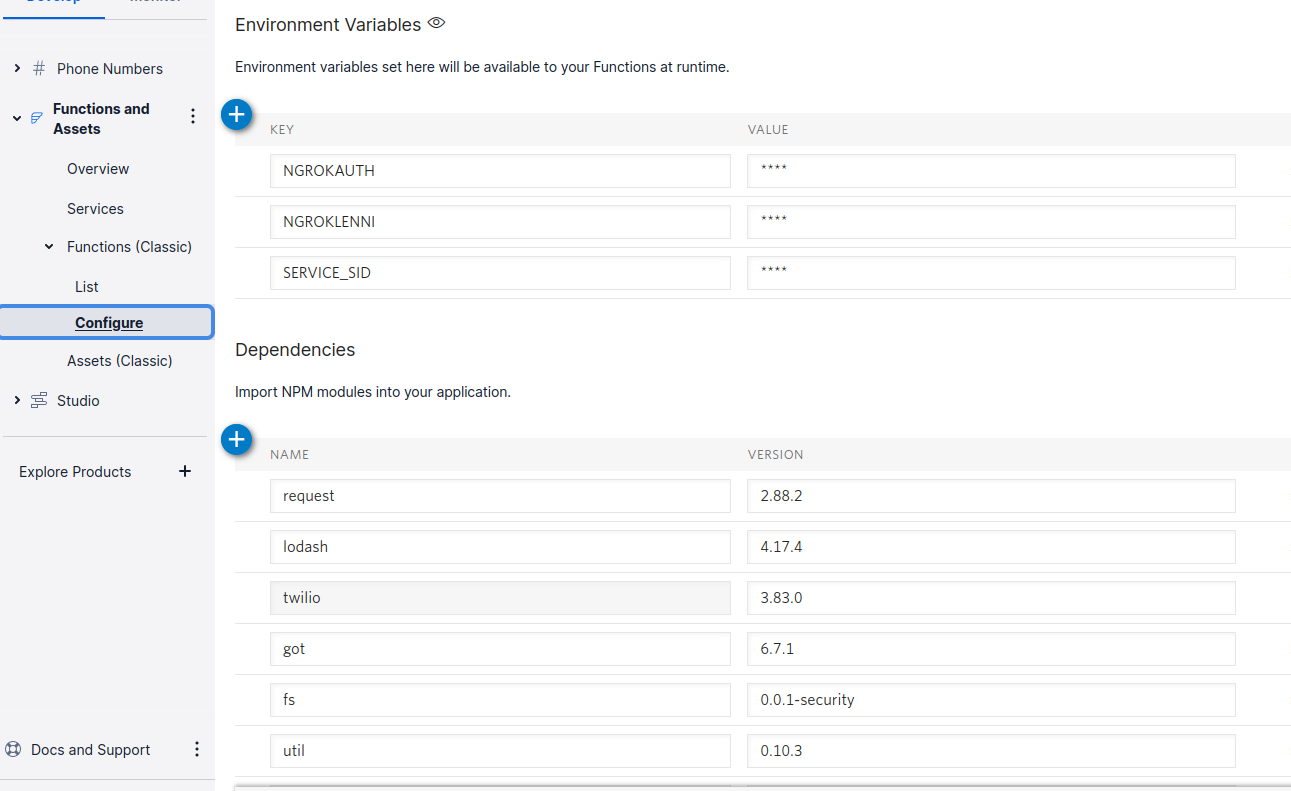 Develop
Monitor
Phone Numbers
Functions and
Assets
Overview
Services
Functions (Classic)
List
Configure
Assets (Classic)
Studio
Explore Products
Docs and Support
Environment Variables
Environment variables set here will be available to your Functions at runtime.
KEY VALUE
NGROKAUTH ****
NGROKLENNI ****
SERVICE_SID ****
Dependencies
Import NPM modules into your application.
NAME VERSION
request 2.88.2
lodash 4.17.4
twilio 3.83.0
got 6.7.1
fs 0.0.1-security
util 0.10.3